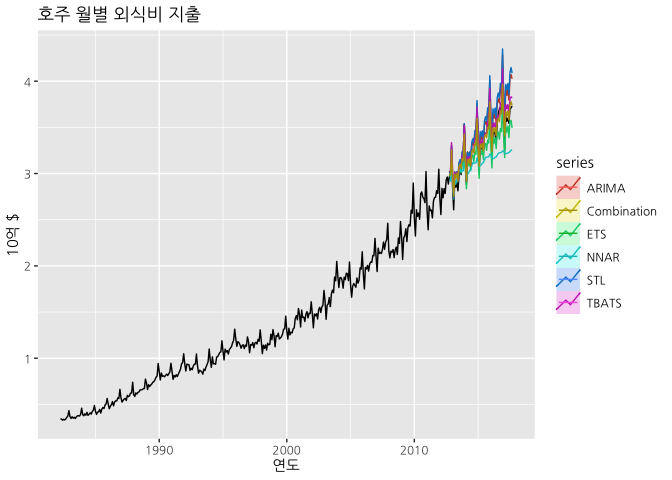 호주 월별 외식비 지출
10억 $
4
3
2
1
1990
2000
2010
연도
series
ARIMA
Combination
ETS
NNAR
STL
TBATS